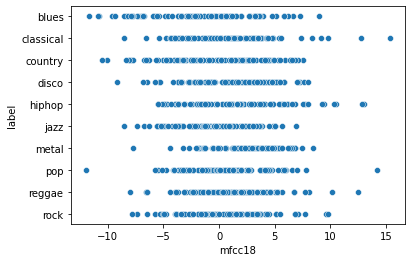 blues
classical
country
disco
hiphop
jazz
metal
pop
reggae
rock
label
−10 −5 0 5 10 15
mfcc18